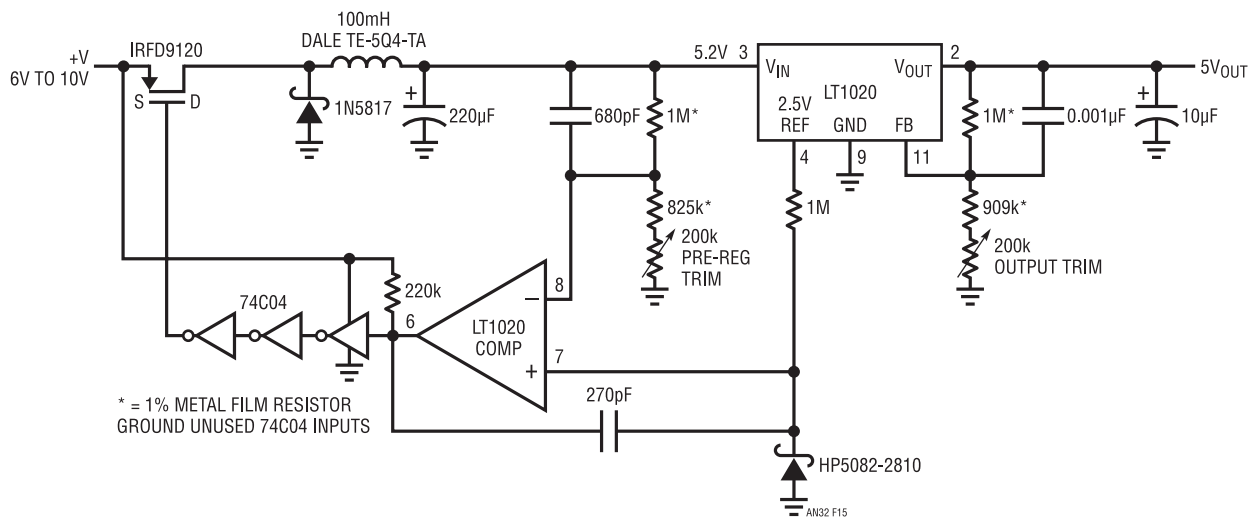 100mH
DALE TE-5Q4-TA
IRFD9120
+V
6V TO 10V
S
D
1N5817
+
220µF
680pF
1M*
5.2V
3
VIN
VOUT
LT1020
2.5V
REF
GND
FB
2
4
9
11
5VOUT
1M*
0.001µF
+
10µF
1M
825k*
200k
PRE-REG
TRIM
909k*
200k
OUTPUT TRIM
74C04
220k
6
LT1020
COMP
–
8
+
7
270pF
* = 1% METAL FILM RESISTOR
GROUND UNUSED 74C04 INPUTS
HP5082-2810
AN32 F15